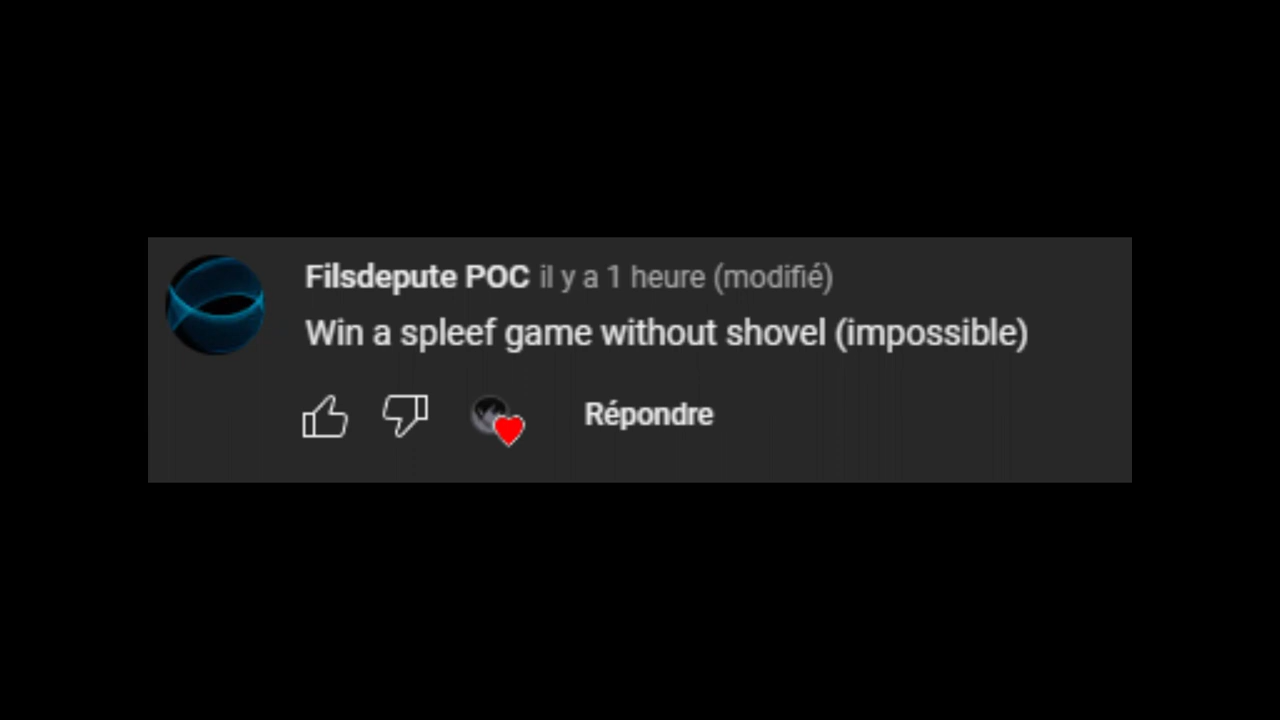 Filsdepute POC il y a 1 heure (modifié)
Win a spleef game without shovel (impossible)
Répondre